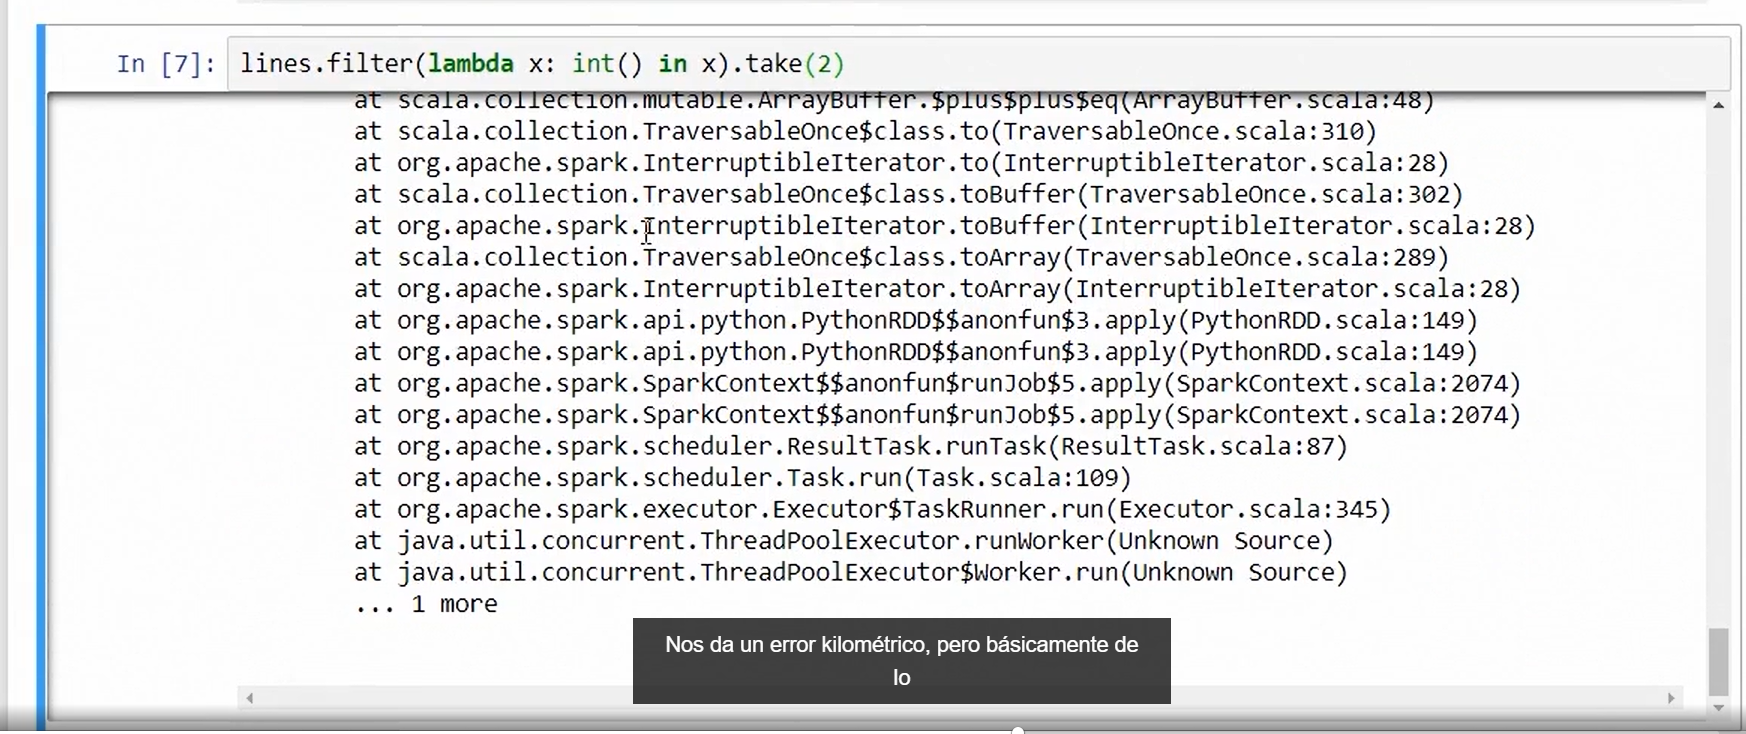 In [7]: lines.filter(lambda x: int() in x).take(2)
at scala.collection.mutable.ArrayBuffer.$plus$plus$eq(ArrayBuffer.scala:48)
at scala.collection.TraversableOnce$class.to(TraversableOnce.scala:310)
at org.apache.spark.InterruptibleIterator.to(InterruptibleIterator.scala:28)
at scala.collection.TraversableOnce$class.toBuffer(TraversableOnce.scala:302)
at org.apache.spark.InterruptibleIterator.toBuffer(InterruptibleIterator.scala:28)
at scala.collection.TraversableOnce$class.toArray(TraversableOnce.scala:289)
at org.apache.spark.InterruptibleIterator.toArray(InterruptibleIterator.scala:28)
at org.apache.spark.api.python.PythonRDD$$anonfun$3.apply(PythonRDD.scala:149)
at org.apache.spark.api.python.PythonRDD$$anonfun$3.apply(PythonRDD.scala:149)
at org.apache.spark.SparkContext$$anonfun$runJob$5.apply(SparkContext.scala:2074)
at org.apache.spark.SparkContext$$anonfun$runJob$5.apply(SparkContext.scala:2074)
at org.apache.spark.scheduler.ResultTask.runTask(ResultTask.scala:87)
at org.apache.spark.scheduler.Task.run(Task.scala:109)
at org.apache.spark.executor.Executor$TaskRunner.run(Executor.scala:345)
at java.util.concurrent.ThreadPoolExecutor.runWorker(Unknown Source)
at java.util.concurrent.ThreadPoolExecutor$Worker.run(Unknown Source)
... 1 more
Nos da un error kilométrico, pero básicamente de
lo